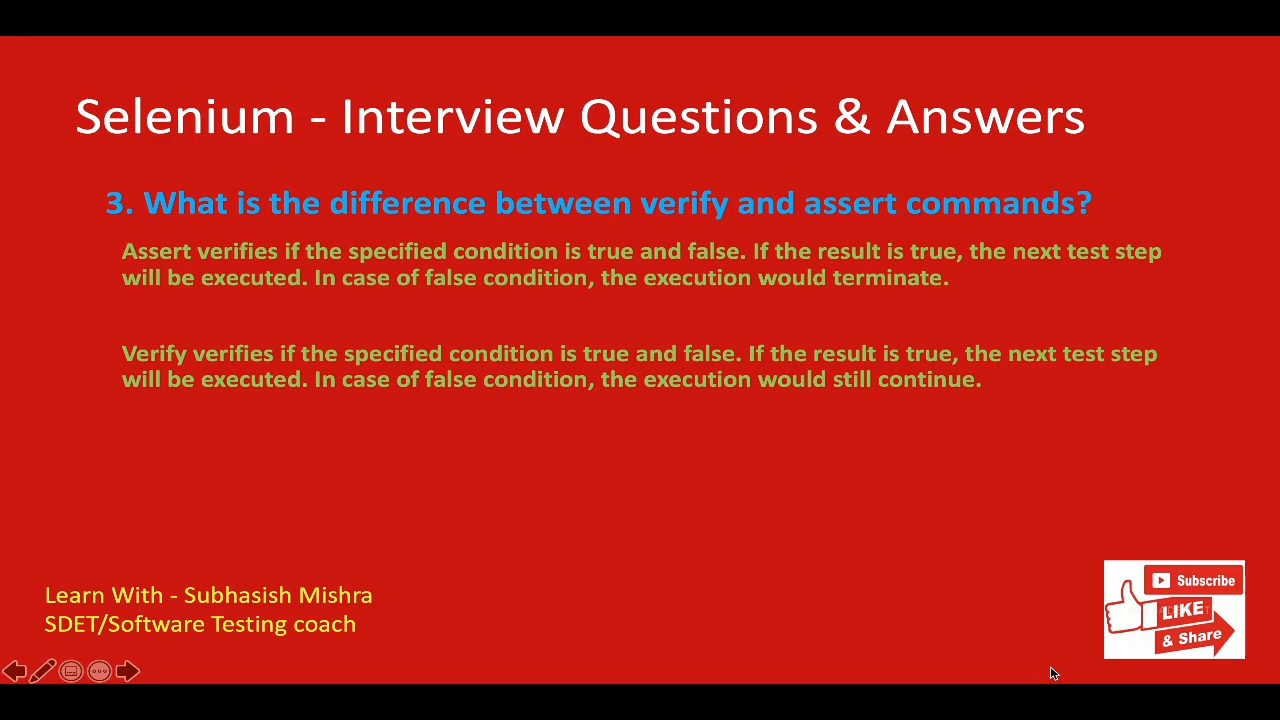 Selenium - Interview Questions & Answers
3. What is the difference between verify and assert commands?
Assert verifies if the specified condition is true and false. If the result is true, the next test step
will be executed. In case of false condition, the execution would terminate.
Verify verifies if the specified condition is true and false. If the result is true, the next test step
will be executed. In case of false condition, the execution would still continue.
Learn With - Subhasish Mishra
SDET/Software Testing coach
Subscribe
LIKE
& Share